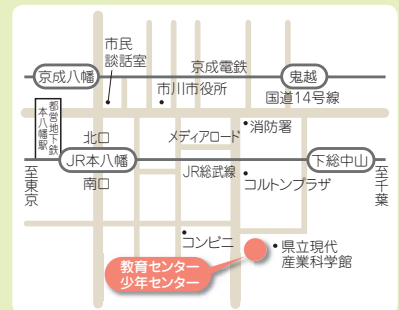 市民
談話室
京成八幡
京成電鉄
鬼越
市川市役所
国道14号線
都営地下鉄
本八幡駅
消防署
北口
メディアロード
JR本八幡
下総中山
至東京
南口
JR総武線
コルトンプラザ
至千葉
コンビニ
県立現代
産業科学館
教育センター
少年センター